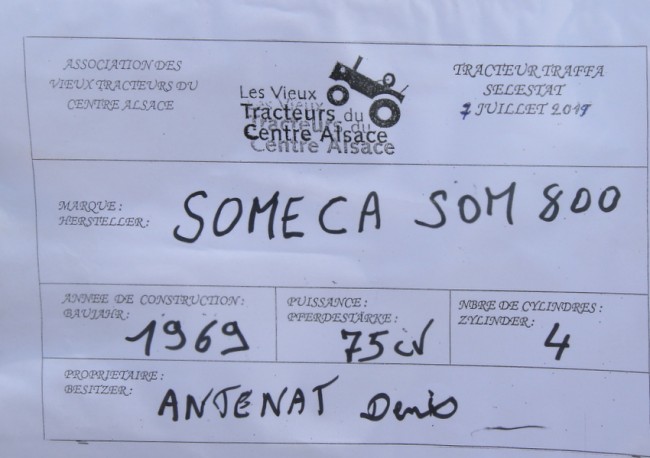 ASSOCIATION DES
VIEUX TRACTEURS DU
CENTRE ALSACE
Les Vieux
Tracteurs du
Centre Alsace
TRACTEUR TRAFFA
SELESTAT
7 JUILLET 2017
MARQUE :
HERSTELLER :
SOMECA SOM 800
ANNEE DE CONSTRUCTION :
BAUJAHR :
1969
PUISSANCE :
PFERDESTÄRKE :
75 cv
NBRE DE CYLINDRES :
ZYLINDER :
4
PROPRIETAIRE :
BESITZER :
ANTENAT Denis